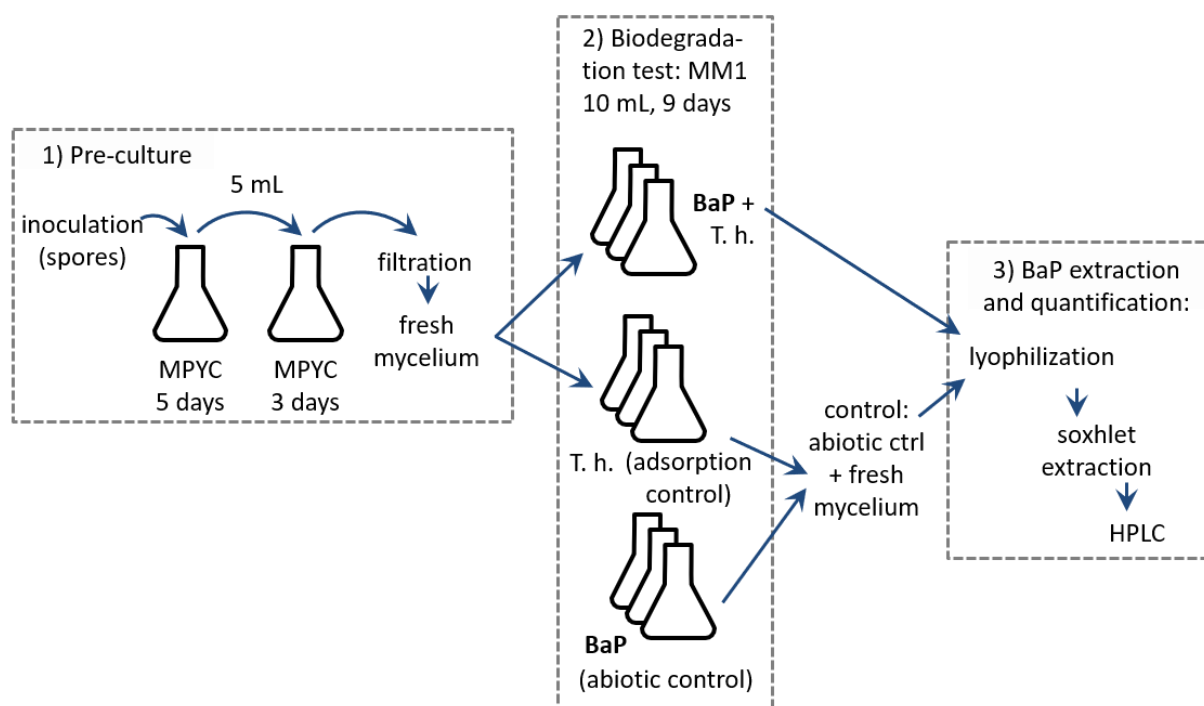 1) Pre-culture
5 mL
inoculation
(spores)
MPYC
5 days
MPYC
3 days
filtration
fresh
mycelium
2) Biodegrada-
tion test: MM1
10 mL, 9 days
BaP +
T. h.
T. h. (adsorption
control)
BaP
(abiotic control)
control:
abiotic ctrl
+ fresh
mycelium
3) BaP extraction
and quantification:
lyophilization
soxhlet
extraction
HPLC